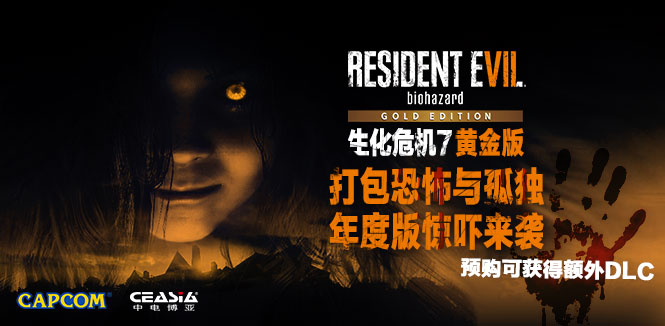 RESIDENT EVIL
biohazard
GOLD EDITION
生化危机7 黄金版
打包恐怖与孤独
年度版惊吓来袭
预购可获得额外DLC
CAPCOM
CEASIA
中电博亚